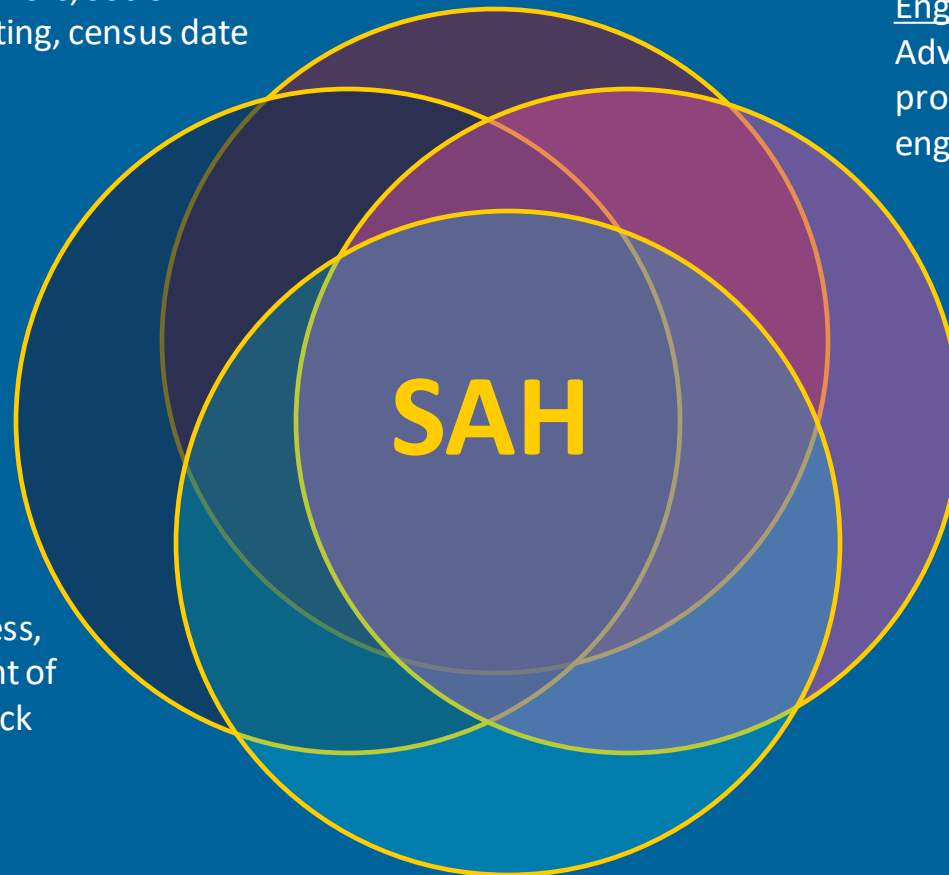 ting, census date
Eng
Adv
pro
eng
SAH
ess,
nt of
ck